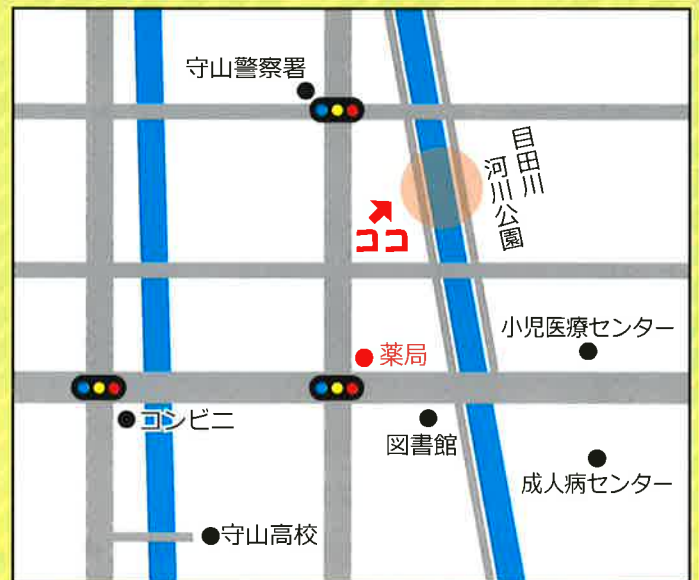 守山警察署
目田川
河川公園
ココ
小児医療センター
薬局
コンビニ
図書館
成人病センター
守山高校